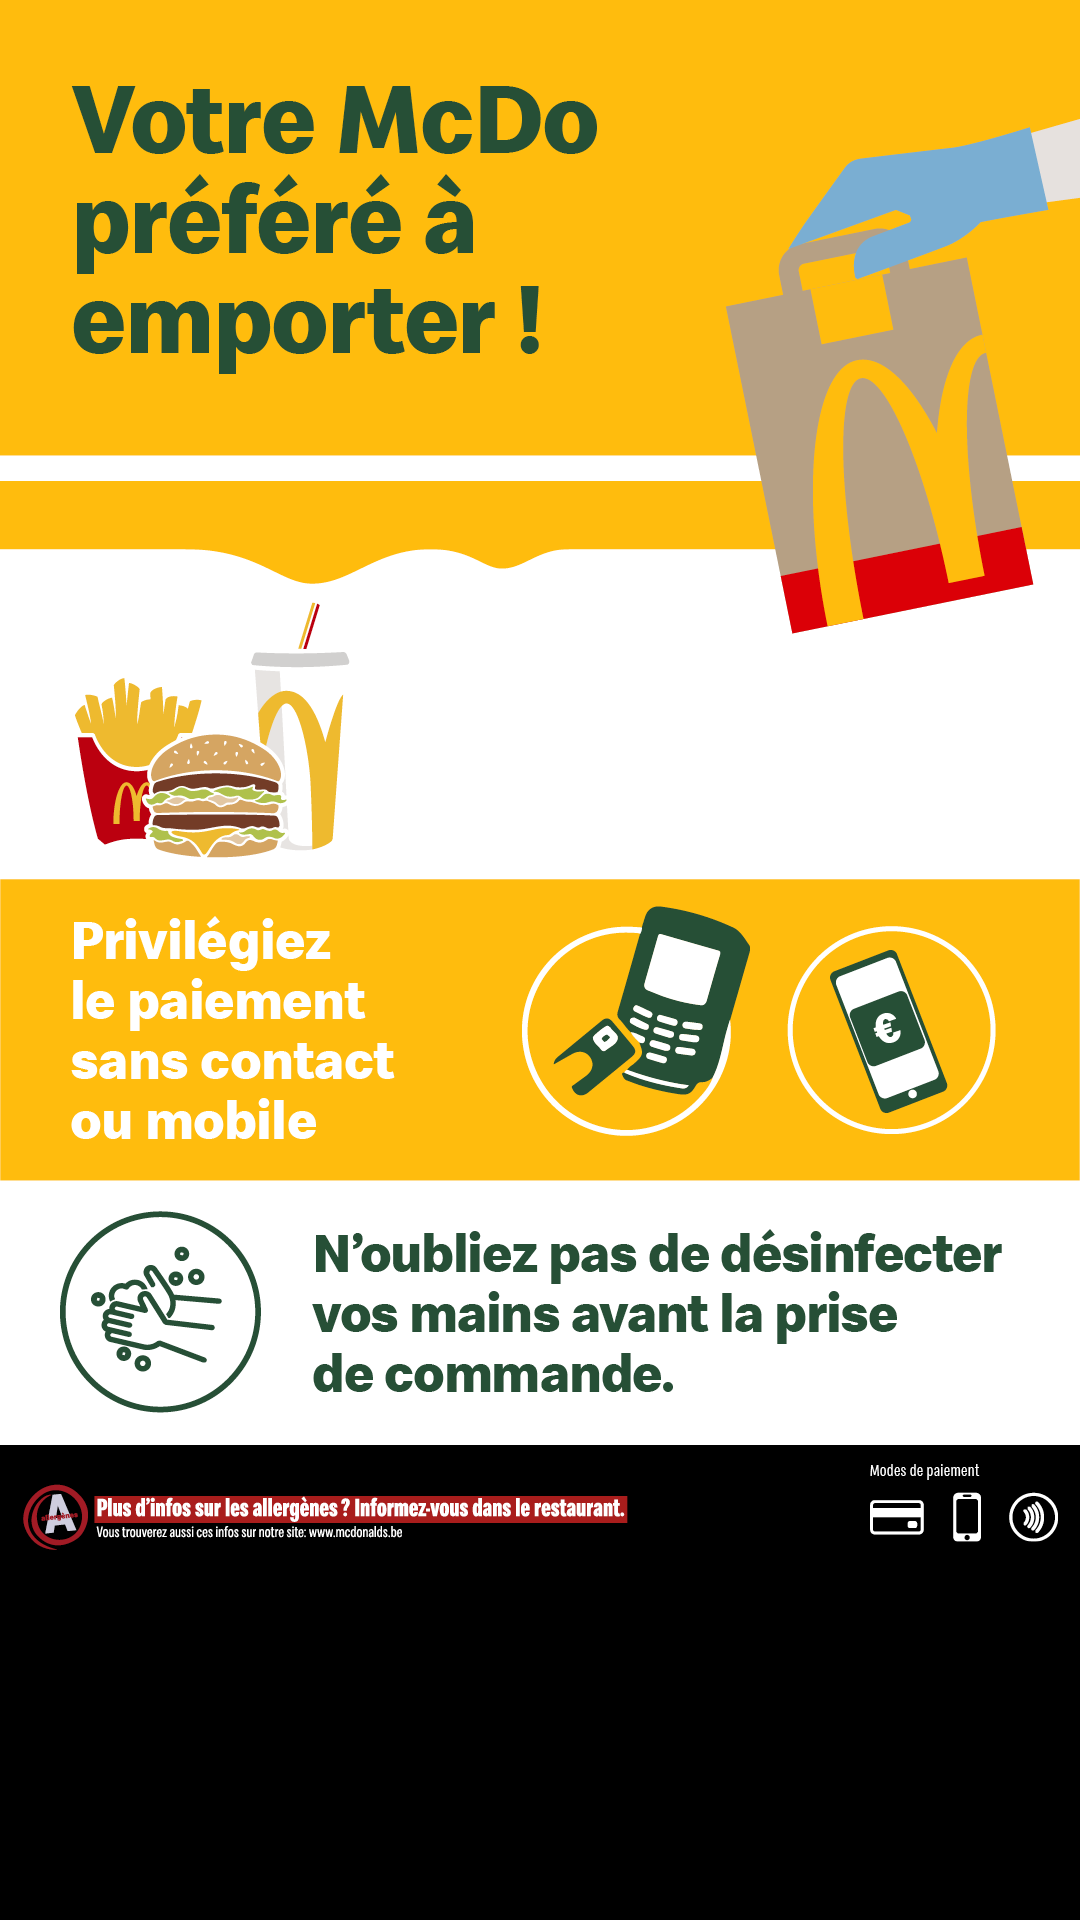 Votre McDo
préféré à
emporter !
Privilégiez
le paiement
sans contact
ou mobile
€
N’oubliez pas de désinfecter
vos mains avant la prise
de commande.
Modes de paiement
A
allergènes
Plus d’infos sur les allergènes ? Informez-vous dans le restaurant.
Vous trouverez aussi ces infos sur notre site: www.mcdonalds.be